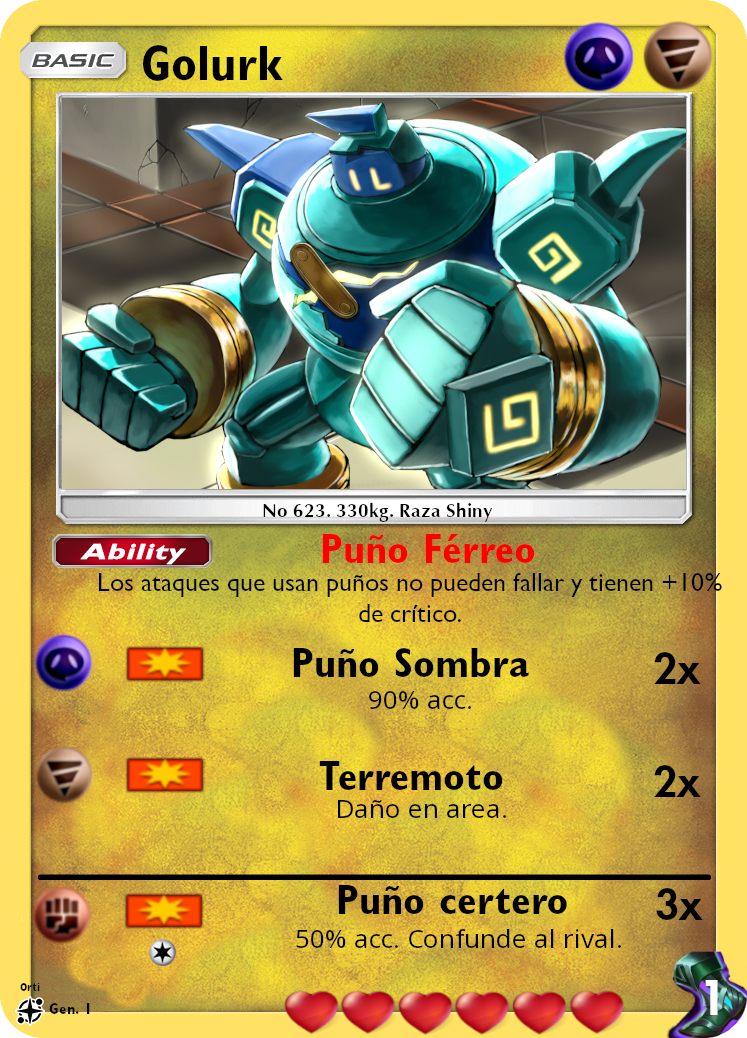 BASIC Golurk
No 623. 330kg. Raza Shiny
Ability Puño Férreo
Los ataques que usan puños no pueden fallar y tienen +10%
de crítico.
Puño Sombra 2x
90% acc.
Terremoto 2x
Daño en area.
Puño certero 3x
50% acc. Confunde al rival.
Orti
Gen. I
1